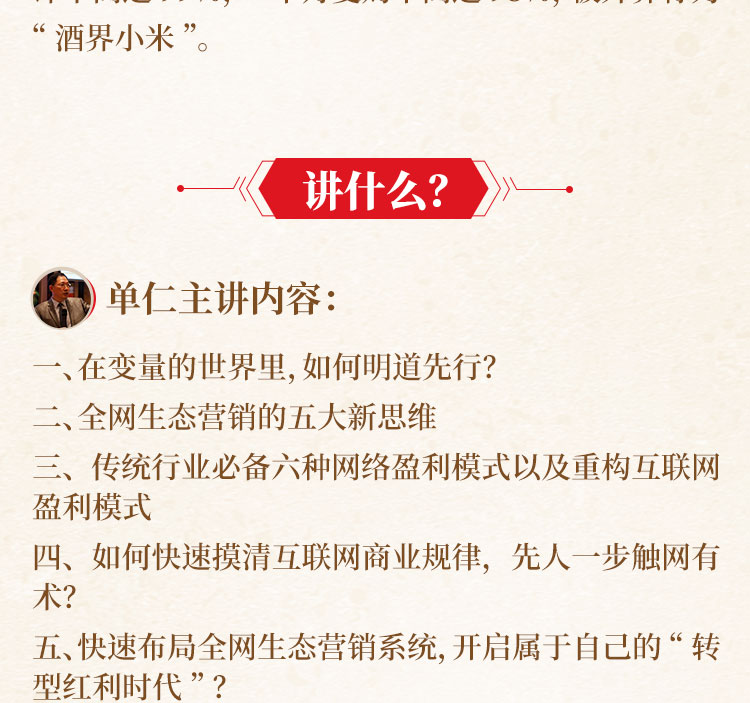 “ 酒界小米 ”。
讲什么？
单仁主讲内容：
一、在变量的世界里, 如何明道先行？
二、全网生态营销的五大新思维
三、传统行业必备六种网络盈利模式以及重构互联网
盈利模式
四、如何快速摸清互联网商业规律，先人一步触网有
术？
五、快速布局全网生态营销系统, 开启属于自己的 “ 转
型红利时代 ” ？